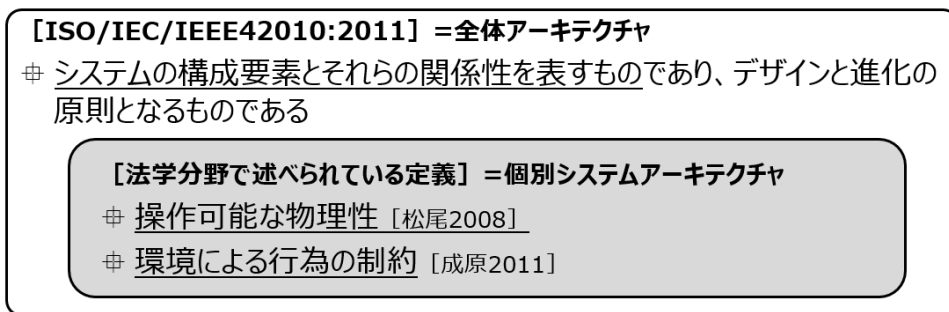 ［ISO/IEC/IEEE42010:2011］=全体アーキテクチャ
システムの構成要素とそれらの関係性を表すものであり、デザインと進化の
原則となるものである
［法学分野で述べられている定義］=個別システムアーキテクチャ
操作可能な物理性［松尾2008］
環境による行為の制約［成原2011］